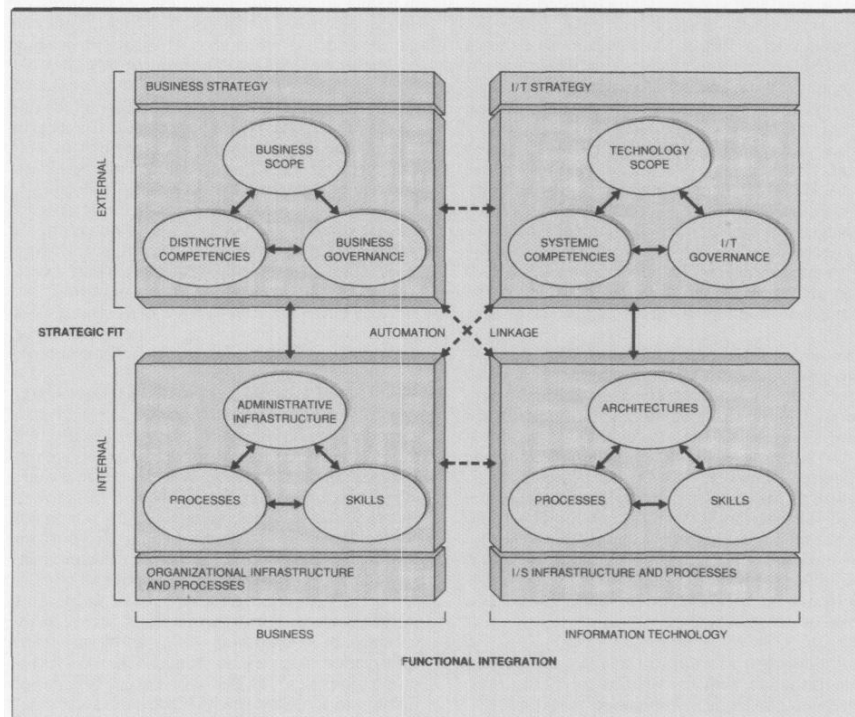 BUSINESS STRATEGY
I/T STRATEGY
EXTERNAL
BUSINESS
SCOPE
DISTINCTIVE
COMPETENCIES
BUSINESS
GOVERNANCE
TECHNOLOGY
SCOPE
SYSTEMIC
COMPETENCIES
I/T
GOVERNANCE
STRATEGIC FIT
AUTOMATION
LINKAGE
INTERNAL
ADMINISTRATIVE
INFRASTRUCTURE
PROCESSES
SKILLS
ARCHITECTURES
PROCESSES
SKILLS
ORGANIZATIONAL INFRASTRUCTURE
AND PROCESSES
I/S INFRASTRUCTURE AND PROCESSES
BUSINESS
INFORMATION TECHNOLOGY
FUNCTIONAL INTEGRATION